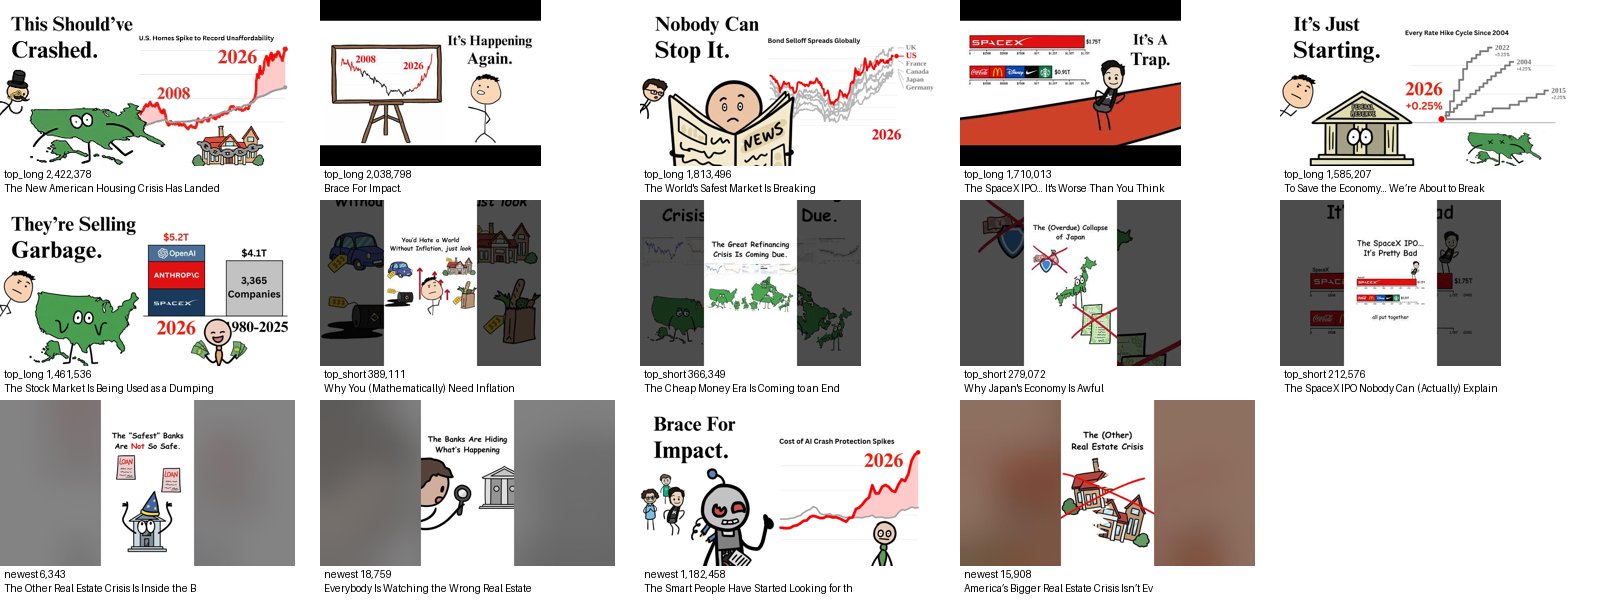 This Should've
Crashed.
U.S. Homes Spike to Record Unaffordability
2026
2008
top_long 2,422,378
The New American Housing Crisis Has Landed
It's Happening
Again.
2008
2026
top_long 2,038,798
Brace For Impact.
Nobody Can
Stop It.
Bond Selloff Spreads Globally
UK
US
France
Canada
Japan
Germany
NEWS
2026
top_long 1,813,496
The World's Safest Market Is Breaking
SPACEX
$1.75T
It's A
Trap.
Coca-Cola
Disney
$0.91T
top_long 1,710,013
The SpaceX IPO... It's Worse Than You Think
It's Just
Starting.
Every Rate Hike Cycle Since 2004
2022
2004
2015
2026
+0.25%
FEDERAL
RESERVE
top_long 1,585,207
To Save the Economy... We're About to Break
They're Selling
Garbage.
$5.2T
OpenAI
ANTHROP\C
SPACEX
$4.1T
3,365
Companies
2026
1980-2025
top_long 1,461,536
The Stock Market Is Being Used as a Dumping
You'd Hate a World
Without Inflation, just look
top_short 389,111
Why You (Mathematically) Need Inflation
Crisis
Due.
The Great Refinancing
Crisis Is Coming Due.
top_short 366,349
The Cheap Money Era Is Coming to an End
The (Overdue) Collapse
of Japan
top_short 279,072
Why Japan's Economy Is Awful
The SpaceX IPO...
It's Pretty Bad
all put together
top_short 212,576
The SpaceX IPO Nobody Can (Actually) Explain
The "Safest" Banks
Are Not So Safe.
LOAN
LOAN
newest 6,343
The Other Real Estate Crisis Is Inside the B
The Banks Are Hiding
What's Happening
newest 18,759
Everybody Is Watching the Wrong Real Estate
Brace For
Impact.
Cost of AI Crash Protection Spikes
2026
newest 1,182,458
The Smart People Have Started Looking for th
The (Other)
Real Estate Crisis
newest 15,908
America's Bigger Real Estate Crisis Isn't Ev